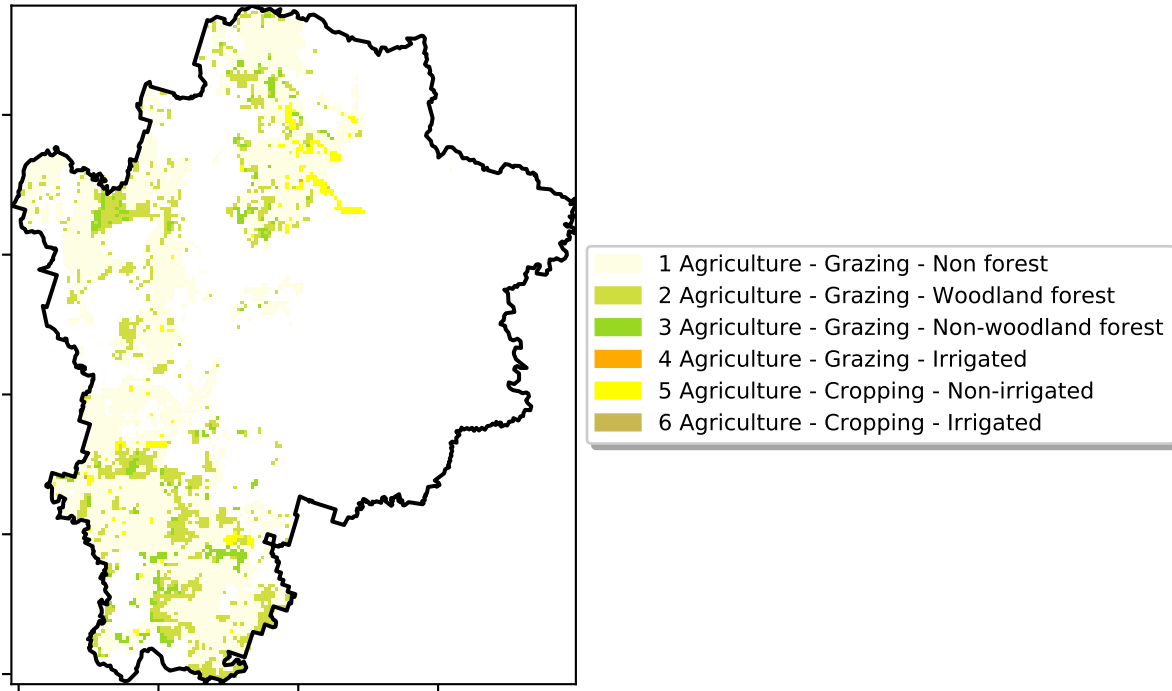 1 Agriculture - Grazing - Non forest
2 Agriculture - Grazing - Woodland forest
3 Agriculture - Grazing - Non-woodland forest
4 Agriculture - Grazing - Irrigated
5 Agriculture - Cropping - Non-irrigated
6 Agriculture - Cropping - Irrigated